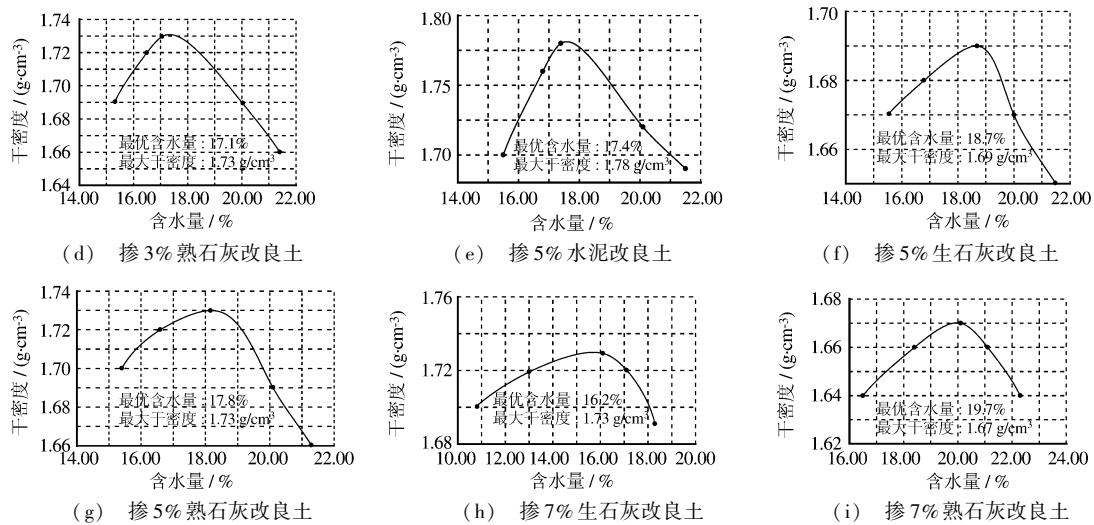 1.74
1.72
1.70
1.68
1.66
1.64
干密度 / (g·cm⁻³)
最优含水量 : 17.1%
最大干密度 : 1.73 g/cm³
14.00 16.00 18.00 20.00 22.00
含水量 / %
(d) 掺3%熟石灰改良土
1.80
1.75
1.70
干密度 / (g·cm⁻³)
最优含水量 : 17.4%
最大干密度 : 1.78 g/cm³
14.00 16.00 18.00 20.00 22.00
含水量 / %
(e) 掺5%水泥改良土
1.70
1.68
1.66
干密度 / (g·cm⁻³)
最优含水量 : 18.7%
最大干密度 : 1.69 g/cm³
14.00 16.00 18.00 20.00 22.00
含水量 / %
(f) 掺5%生石灰改良土
1.74
1.72
1.70
1.68
1.66
干密度 / (g·cm⁻³)
最优含水量 : 17.8%
最大干密度 : 1.73 g/cm³
14.00 16.00 18.00 20.00 22.00
含水量 / %
(g) 掺5%熟石灰改良土
1.76
1.72
1.68
干密度 / (g·cm⁻³)
最优含水量 : 16.2%
最大干密度 : 1.73 g/cm³
10.00 12.00 14.00 16.00 18.00 20.00
含水量 / %
(h) 掺7%生石灰改良土
1.68
1.66
1.64
1.62
干密度 / (g·cm⁻³)
最优含水量 : 19.7%
最大干密度 : 1.67 g/cm³
16.00 18.00 20.00 22.00 24.00
含水量 / %
(i) 掺7%熟石灰改良土